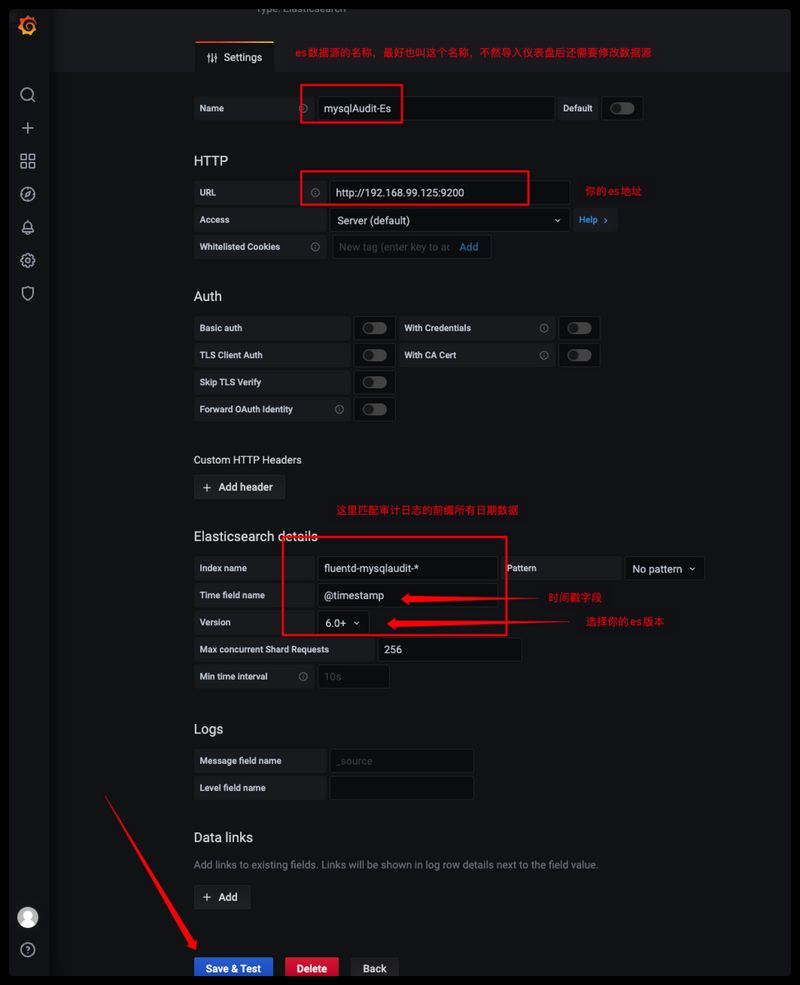 Type: Elasticsearch
Settings
es数据源的名称，最好也叫这个名称，不然导入仪表盘后还需要修改数据源
Name mysqlAudit-Es Default
HTTP
URL http://192.168.99.125:9200 你的es地址
Access Server (default) Help
Whitelisted Cookies New tag (enter key to ac Add
Auth
Basic auth With Credentials
TLS Client Auth With CA Cert
Skip TLS Verify
Forward OAuth Identity
Custom HTTP Headers
+ Add header
这里匹配审计日志的前缀所有日期数据
Elasticsearch details
Index name fluentd-mysqlaudit-* Pattern No pattern
Time field name @timestamp 时间戳字段
Version 6.0+ 选择你的es版本
Max concurrent Shard Requests 256
Min time interval 10s
Logs
Message field name _source
Level field name
Data links
Add links to existing fields. Links will be shown in log row details next to the field value.
+ Add
Save & Test Delete Back